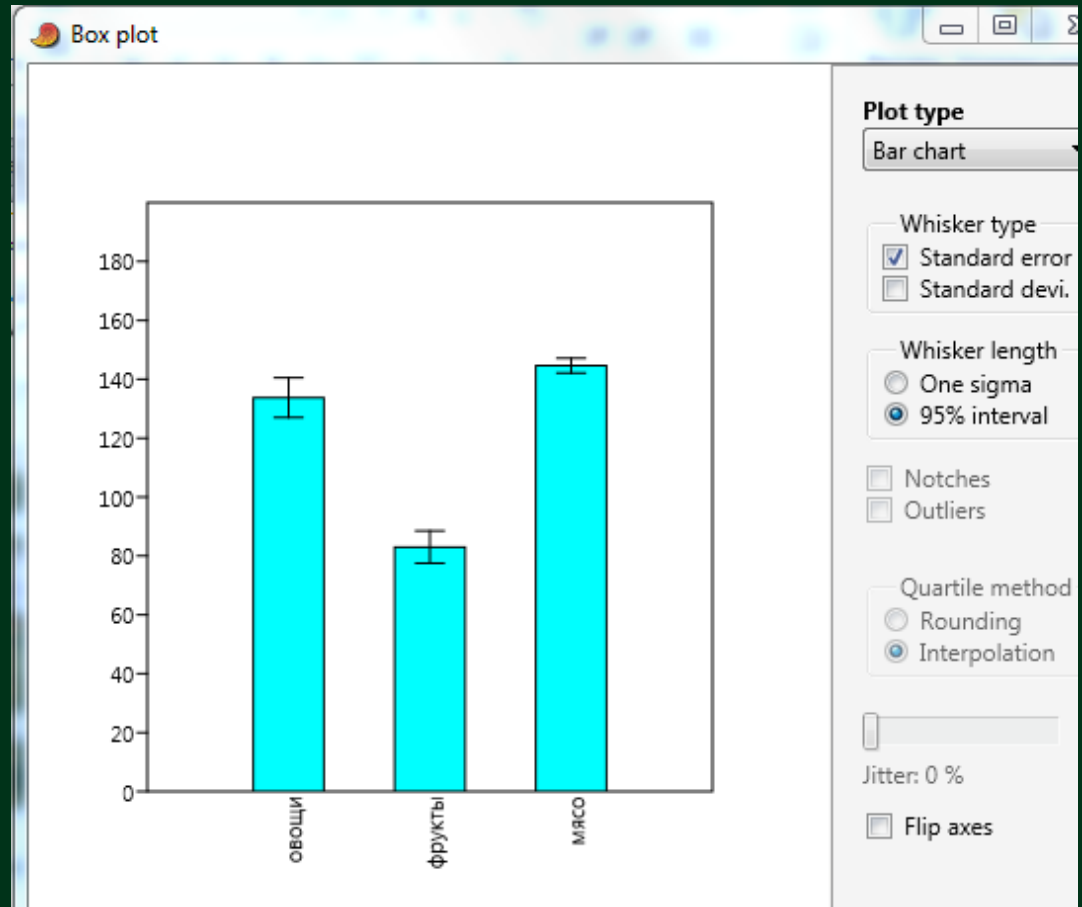 Box plot
180
160
140
120
100
80
60
40
20
0
овощи
фрукты
мясо
Plot type
Bar chart
Whisker type
Standard error
Standard devi.
Whisker length
One sigma
95% interval
Notches
Outliers
Quartile method
Rounding
Interpolation
Jitter: 0 %
Flip axes